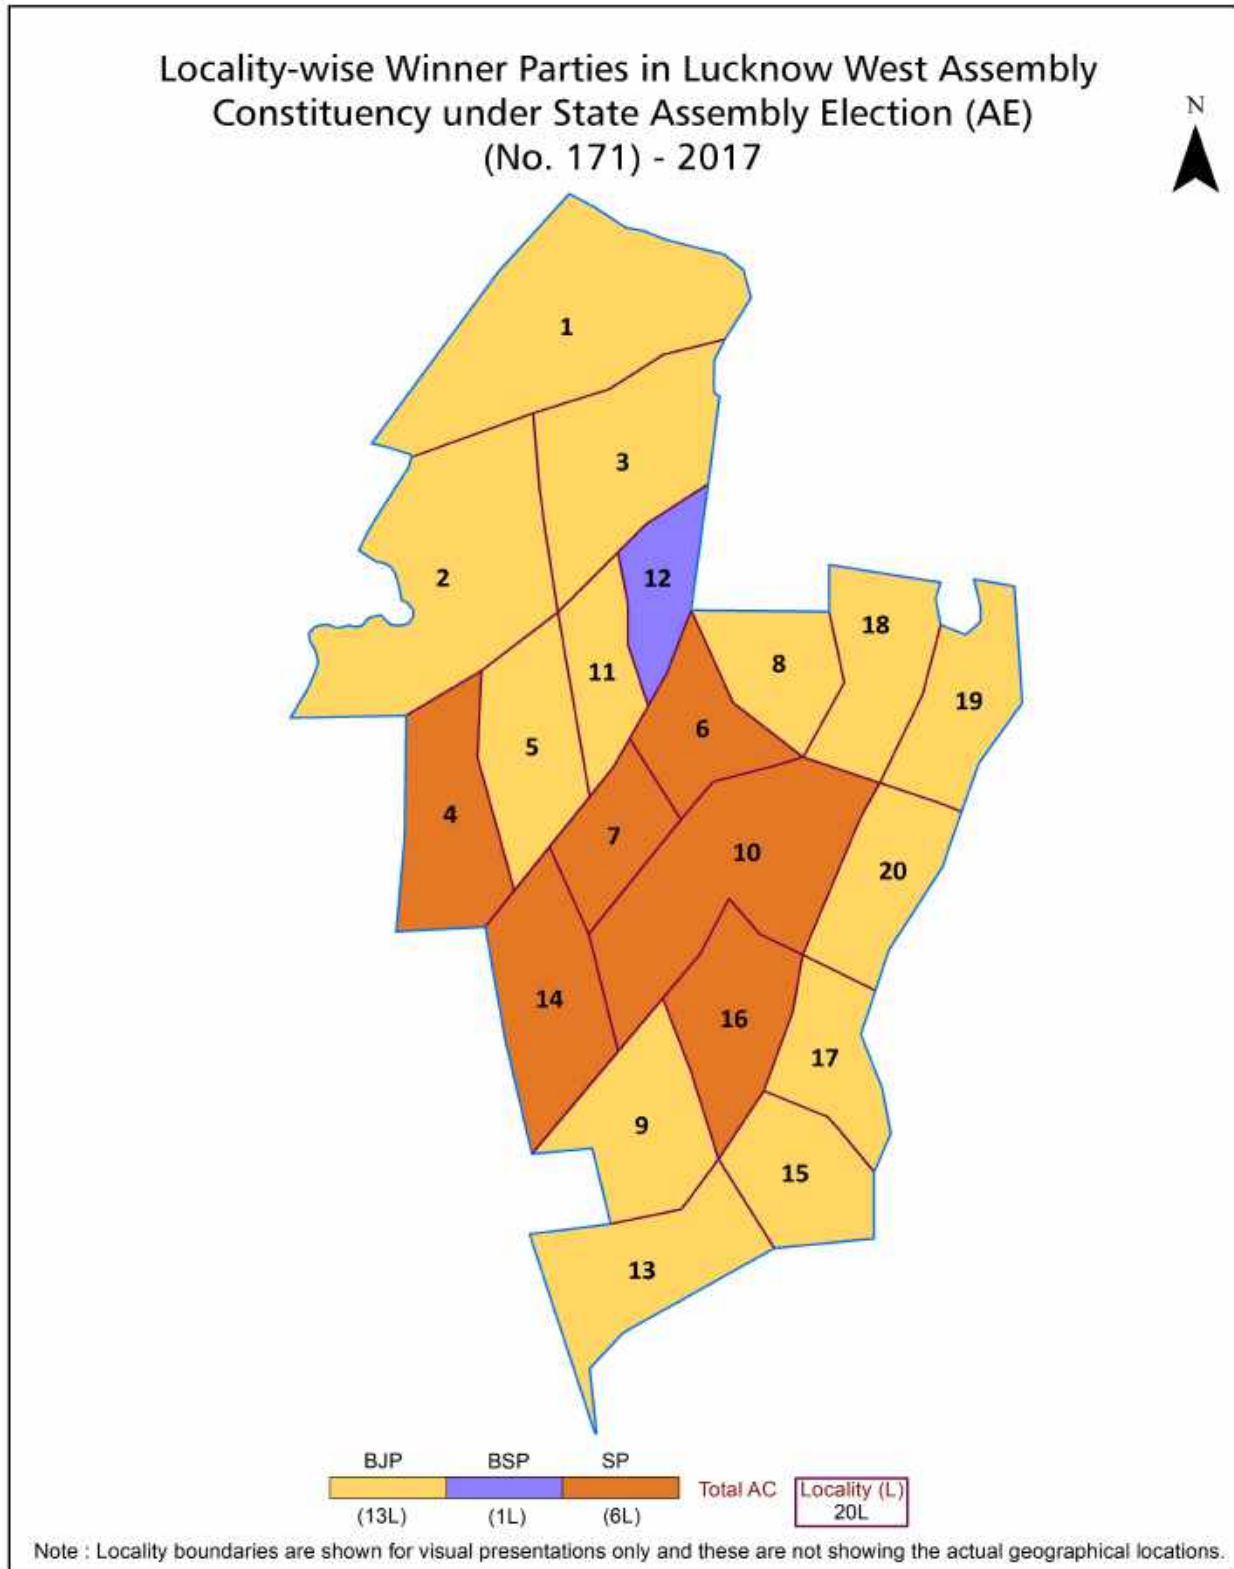 Locality-wise Winner Parties in Lucknow West Assembly
Constituency under State Assembly Election (AE)
(No. 171) - 2017
N
1
3
2
12
18
8
11
19
6
5
4
7
10
20
14
16
17
9
15
13
BJP BSP SP
Total AC Locality (L)
20L
(13L) (1L) (6L)
Note : Locality boundaries are shown for visual presentations only and these are not showing the actual geographical locations.